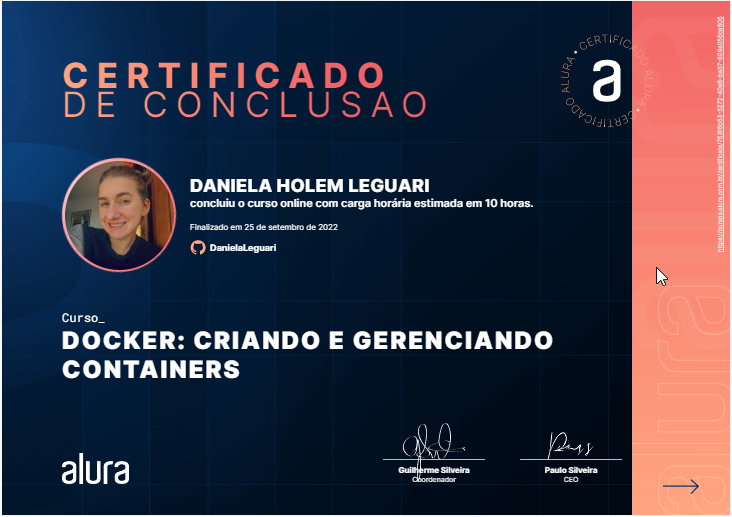 CERTIFICADO
DE CONCLUSAO
CERTIFICADO ALURA • CERTIFICADO ALURA •
a
DANIELA HOLEM LEGUARI
concluiu o curso online com carga horária estimada em 10 horas.
Finalizado em 25 de setembro de 2022
DanielaLeguari
Curso_
DOCKER: CRIANDO E GERENCIANDO
CONTAINERS
alura
Guilherme Silveira
Coordenador
Paulo Silveira
CEO
alura